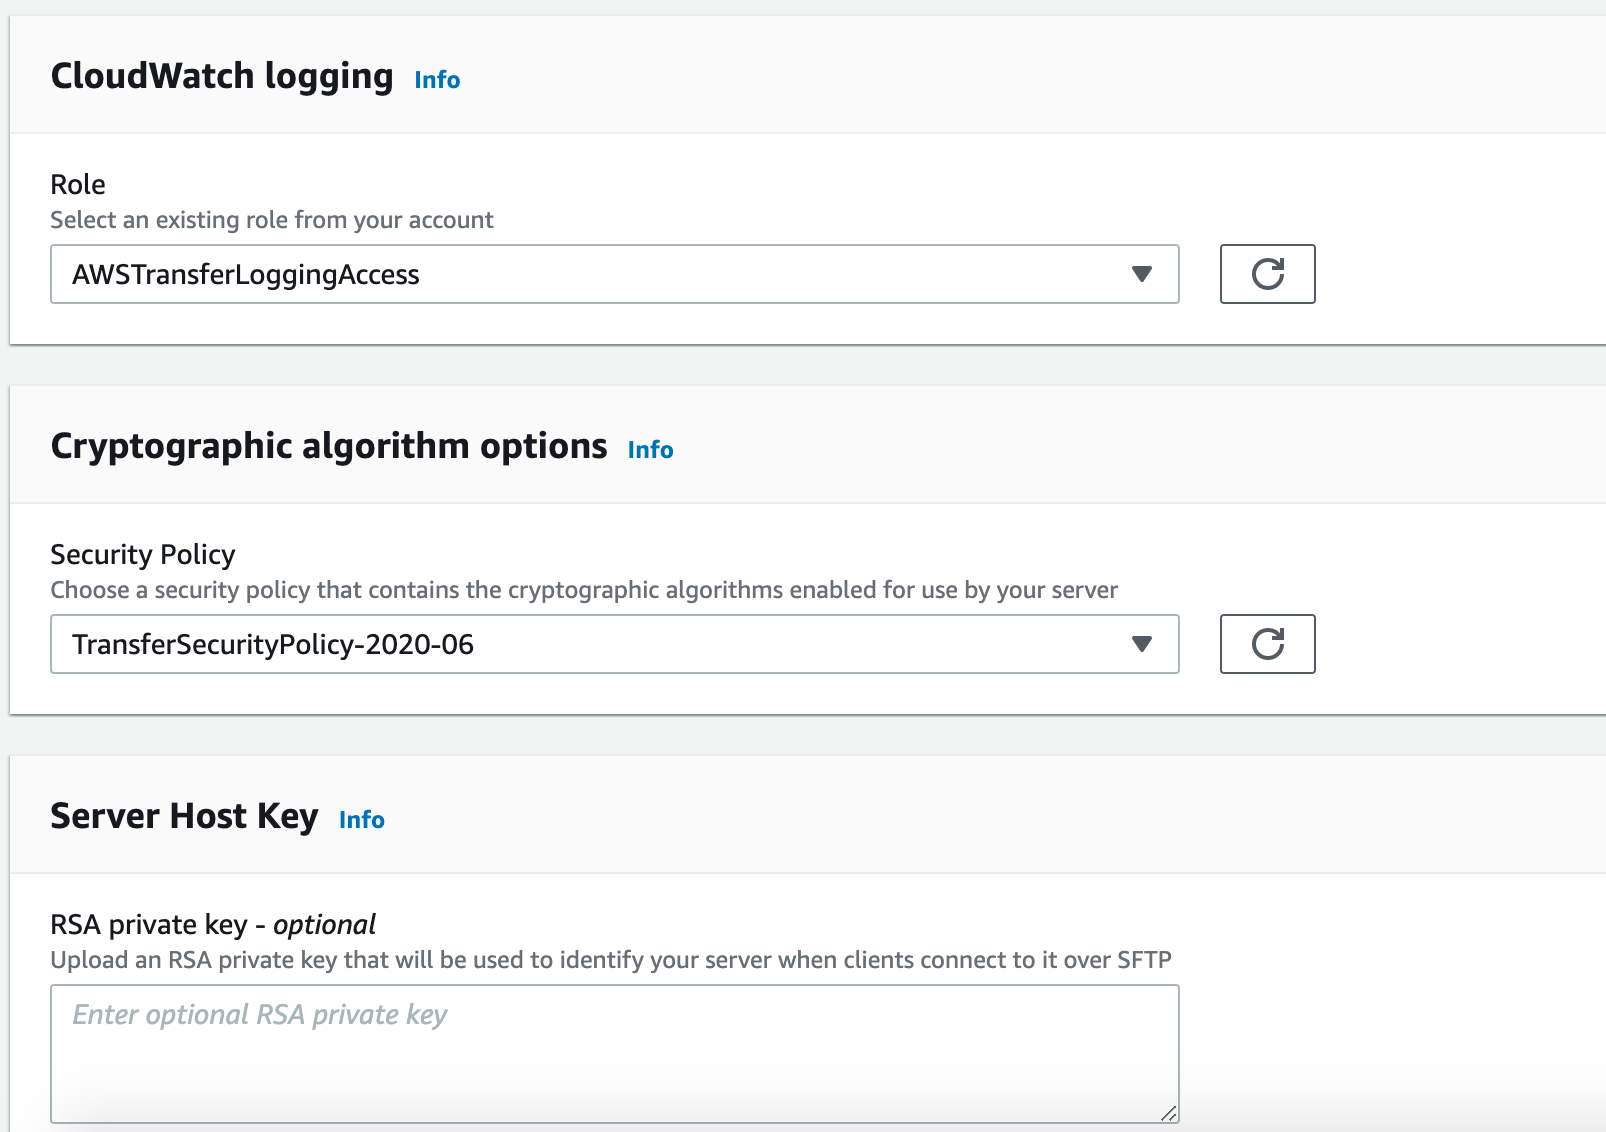 CloudWatch logging Info
Role
Select an existing role from your account
AWSTransferLoggingAccess
Cryptographic algorithm options Info
Security Policy
Choose a security policy that contains the cryptographic algorithms enabled for use by your server
TransferSecurityPolicy-2020-06
Server Host Key Info
RSA private key - optional
Upload an RSA private key that will be used to identify your server when clients connect to it over SFTP
Enter optional RSA private key